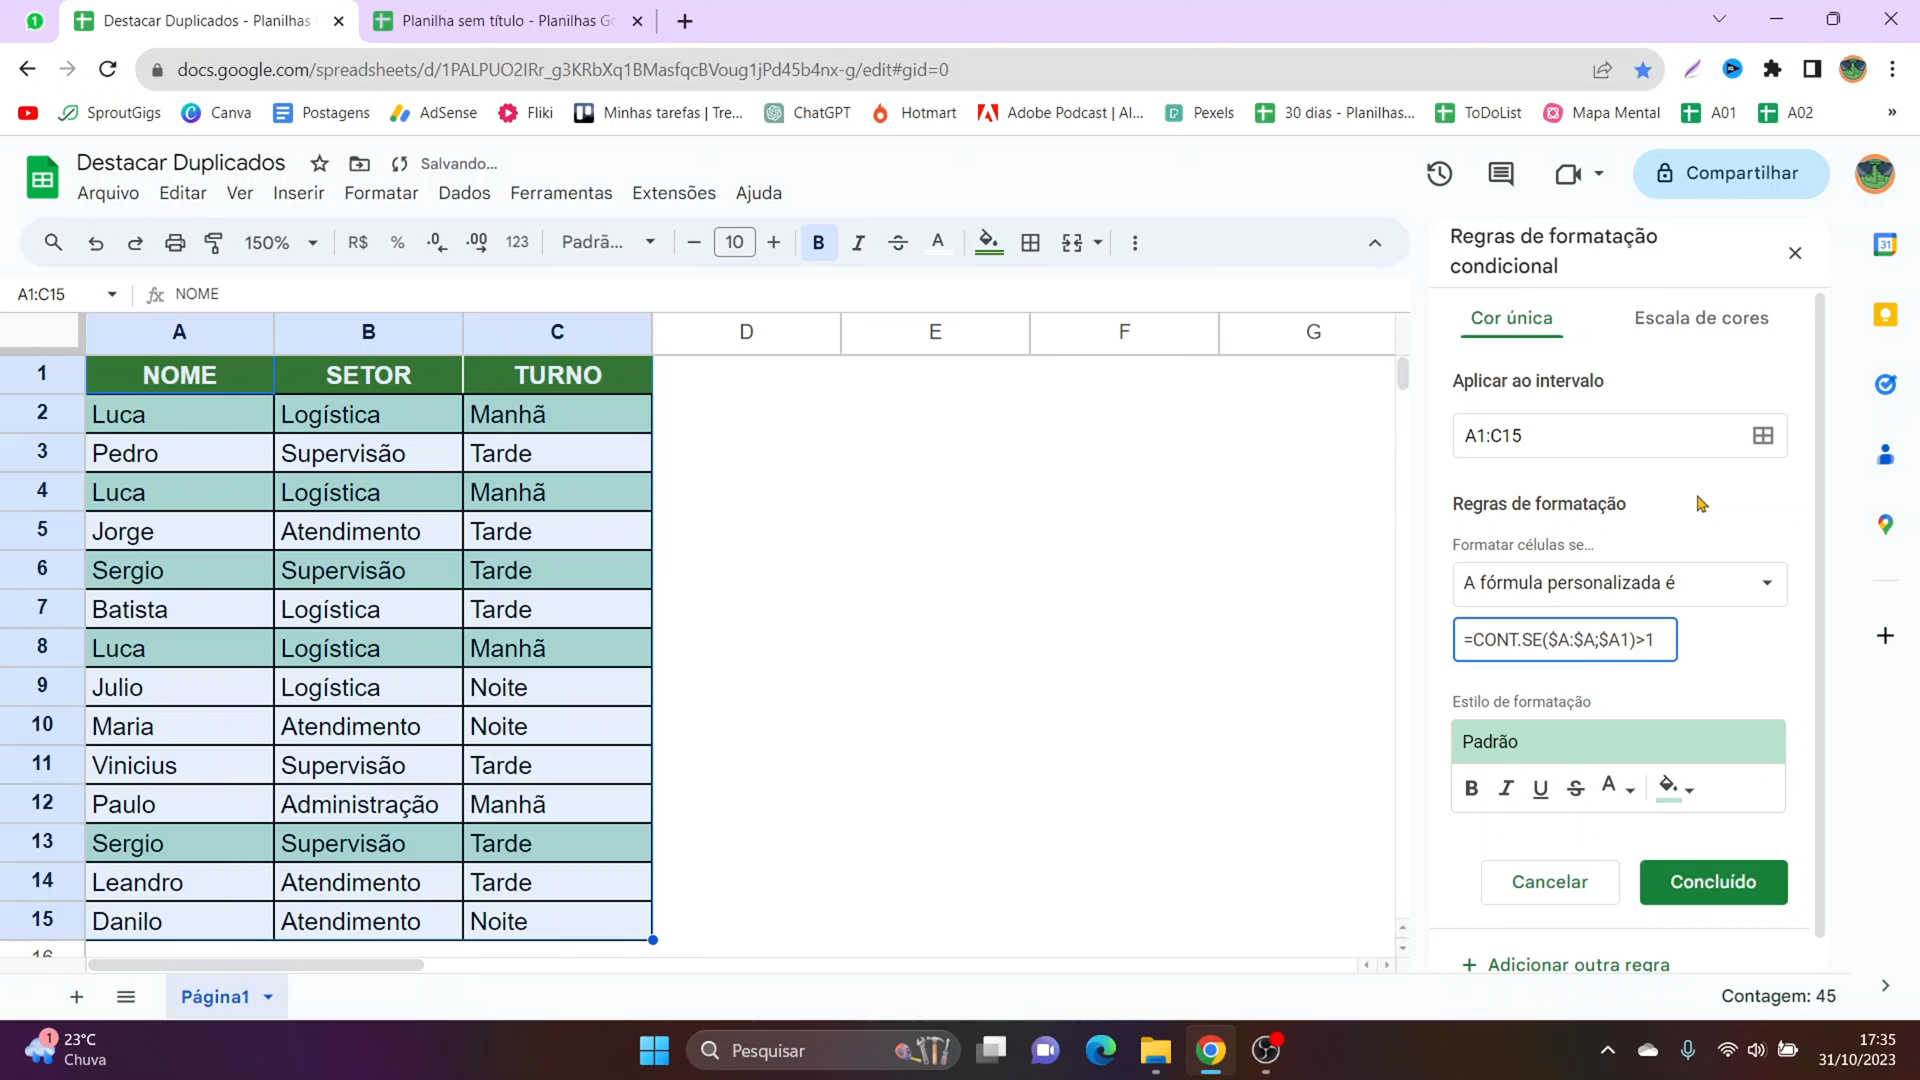 Destacar Duplicados - Planilhas
Planilha sem título - Planilhas Go
docs.google.com/spreadsheets/d/1PALPUO2IRr_g3KRbXq1BMasfqcBVoug1jPd45b4nx-g/edit#gid=0
SproutGigs
Canva
Postagens
AdSense
Fliki
Minhas tarefas | Tre...
ChatGPT
Hotmart
Adobe Podcast | AI...
Pexels
30 dias - Planilhas...
ToDoList
Mapa Mental
A01
A02
»
Destacar Duplicados
Salvando...
Compartilhar
Arquivo Editar Ver Inserir Formatar Dados Ferramentas Extensões Ajuda
150% R$ % .0 .00 123 Padrã... 10 B I A
A1:C15 fx NOME
A B C D E F G
1 NOME SETOR TURNO
2 Luca Logística Manhã
3 Pedro Supervisão Tarde
4 Luca Logística Manhã
5 Jorge Atendimento Tarde
6 Sergio Supervisão Tarde
7 Batista Logística Tarde
8 Luca Logística Manhã
9 Julio Logística Noite
10 Maria Atendimento Noite
11 Vinicius Supervisão Tarde
12 Paulo Administração Manhã
13 Sergio Supervisão Tarde
14 Leandro Atendimento Tarde
15 Danilo Atendimento Noite
16
Regras de formatação
condicional
Cor única
Escala de cores
Aplicar ao intervalo
A1:C15
Regras de formatação
Formatar células se...
A fórmula personalizada é
=CONT.SE($A:$A;$A1)>1
Estilo de formatação
Padrão
B I U S A
Cancelar
Concluído
+ Adicionar outra regra
31
Página1
Contagem: 45
1
23°C
Chuva
Pesquisar
17:35
31/10/2023